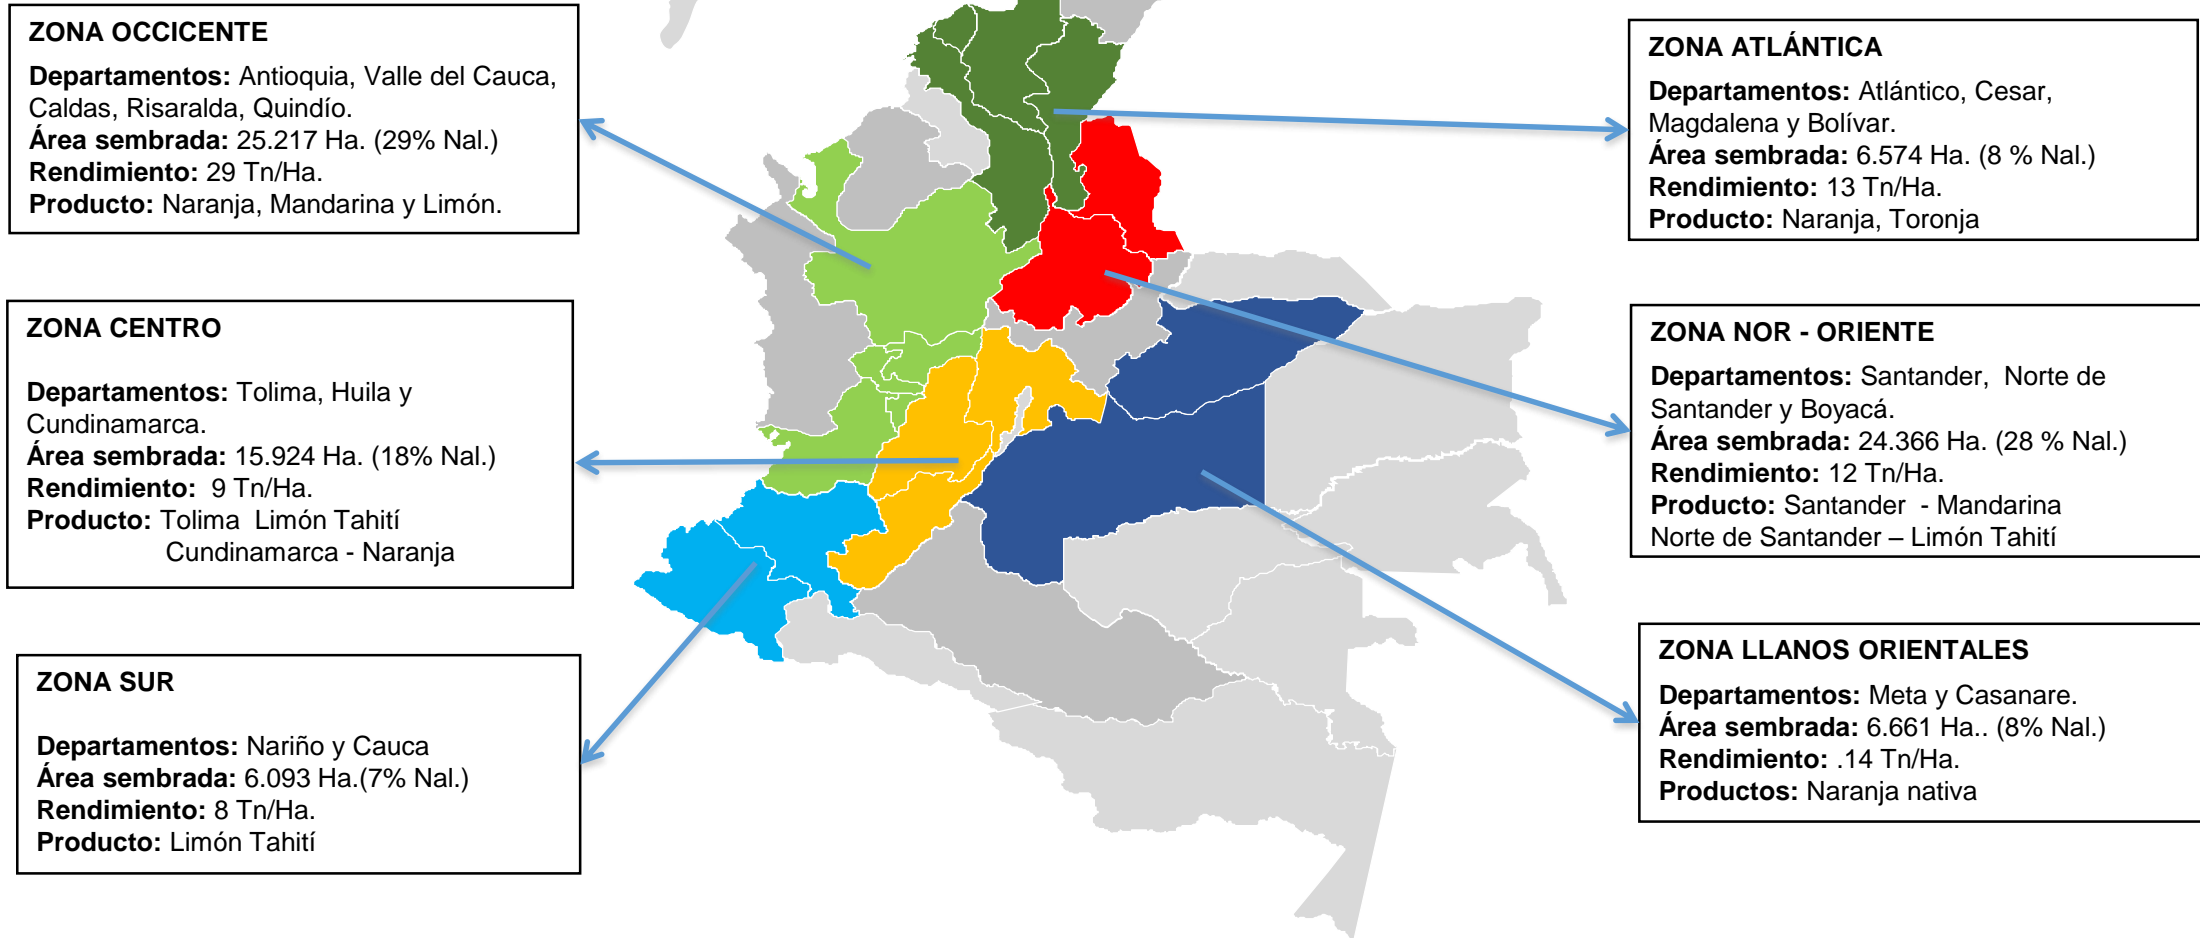 ZONA OCCICENTE
Departamentos: Antioquia, Valle del Cauca,
Caldas, Risaralda, Quindío.
Área sembrada: 25.217 Ha. (29% Nal.)
Rendimiento: 29 Tn/Ha.
Producto: Naranja, Mandarina y Limón.
ZONA CENTRO
Departamentos: Tolima, Huila y
Cundinamarca.
Área sembrada: 15.924 Ha. (18% Nal.)
Rendimiento: 9 Tn/Ha.
Producto: Tolima Limón Tahití
Cundinamarca - Naranja
ZONA SUR
Departamentos: Nariño y Cauca
Área sembrada: 6.093 Ha.(7% Nal.)
Rendimiento: 8 Tn/Ha.
Producto: Limón Tahití
ZONA ATLÁNTICA
Departamentos: Atlántico, Cesar,
Magdalena y Bolívar.
Área sembrada: 6.574 Ha. (8 % Nal.)
Rendimiento: 13 Tn/Ha.
Producto: Naranja, Toronja
ZONA NOR - ORIENTE
Departamentos: Santander, Norte de
Santander y Boyacá.
Área sembrada: 24.366 Ha. (28 % Nal.)
Rendimiento: 12 Tn/Ha.
Producto: Santander - Mandarina
Norte de Santander – Limón Tahití
ZONA LLANOS ORIENTALES
Departamentos: Meta y Casanare.
Área sembrada: 6.661 Ha.. (8% Nal.)
Rendimiento: .14 Tn/Ha.
Productos: Naranja nativa